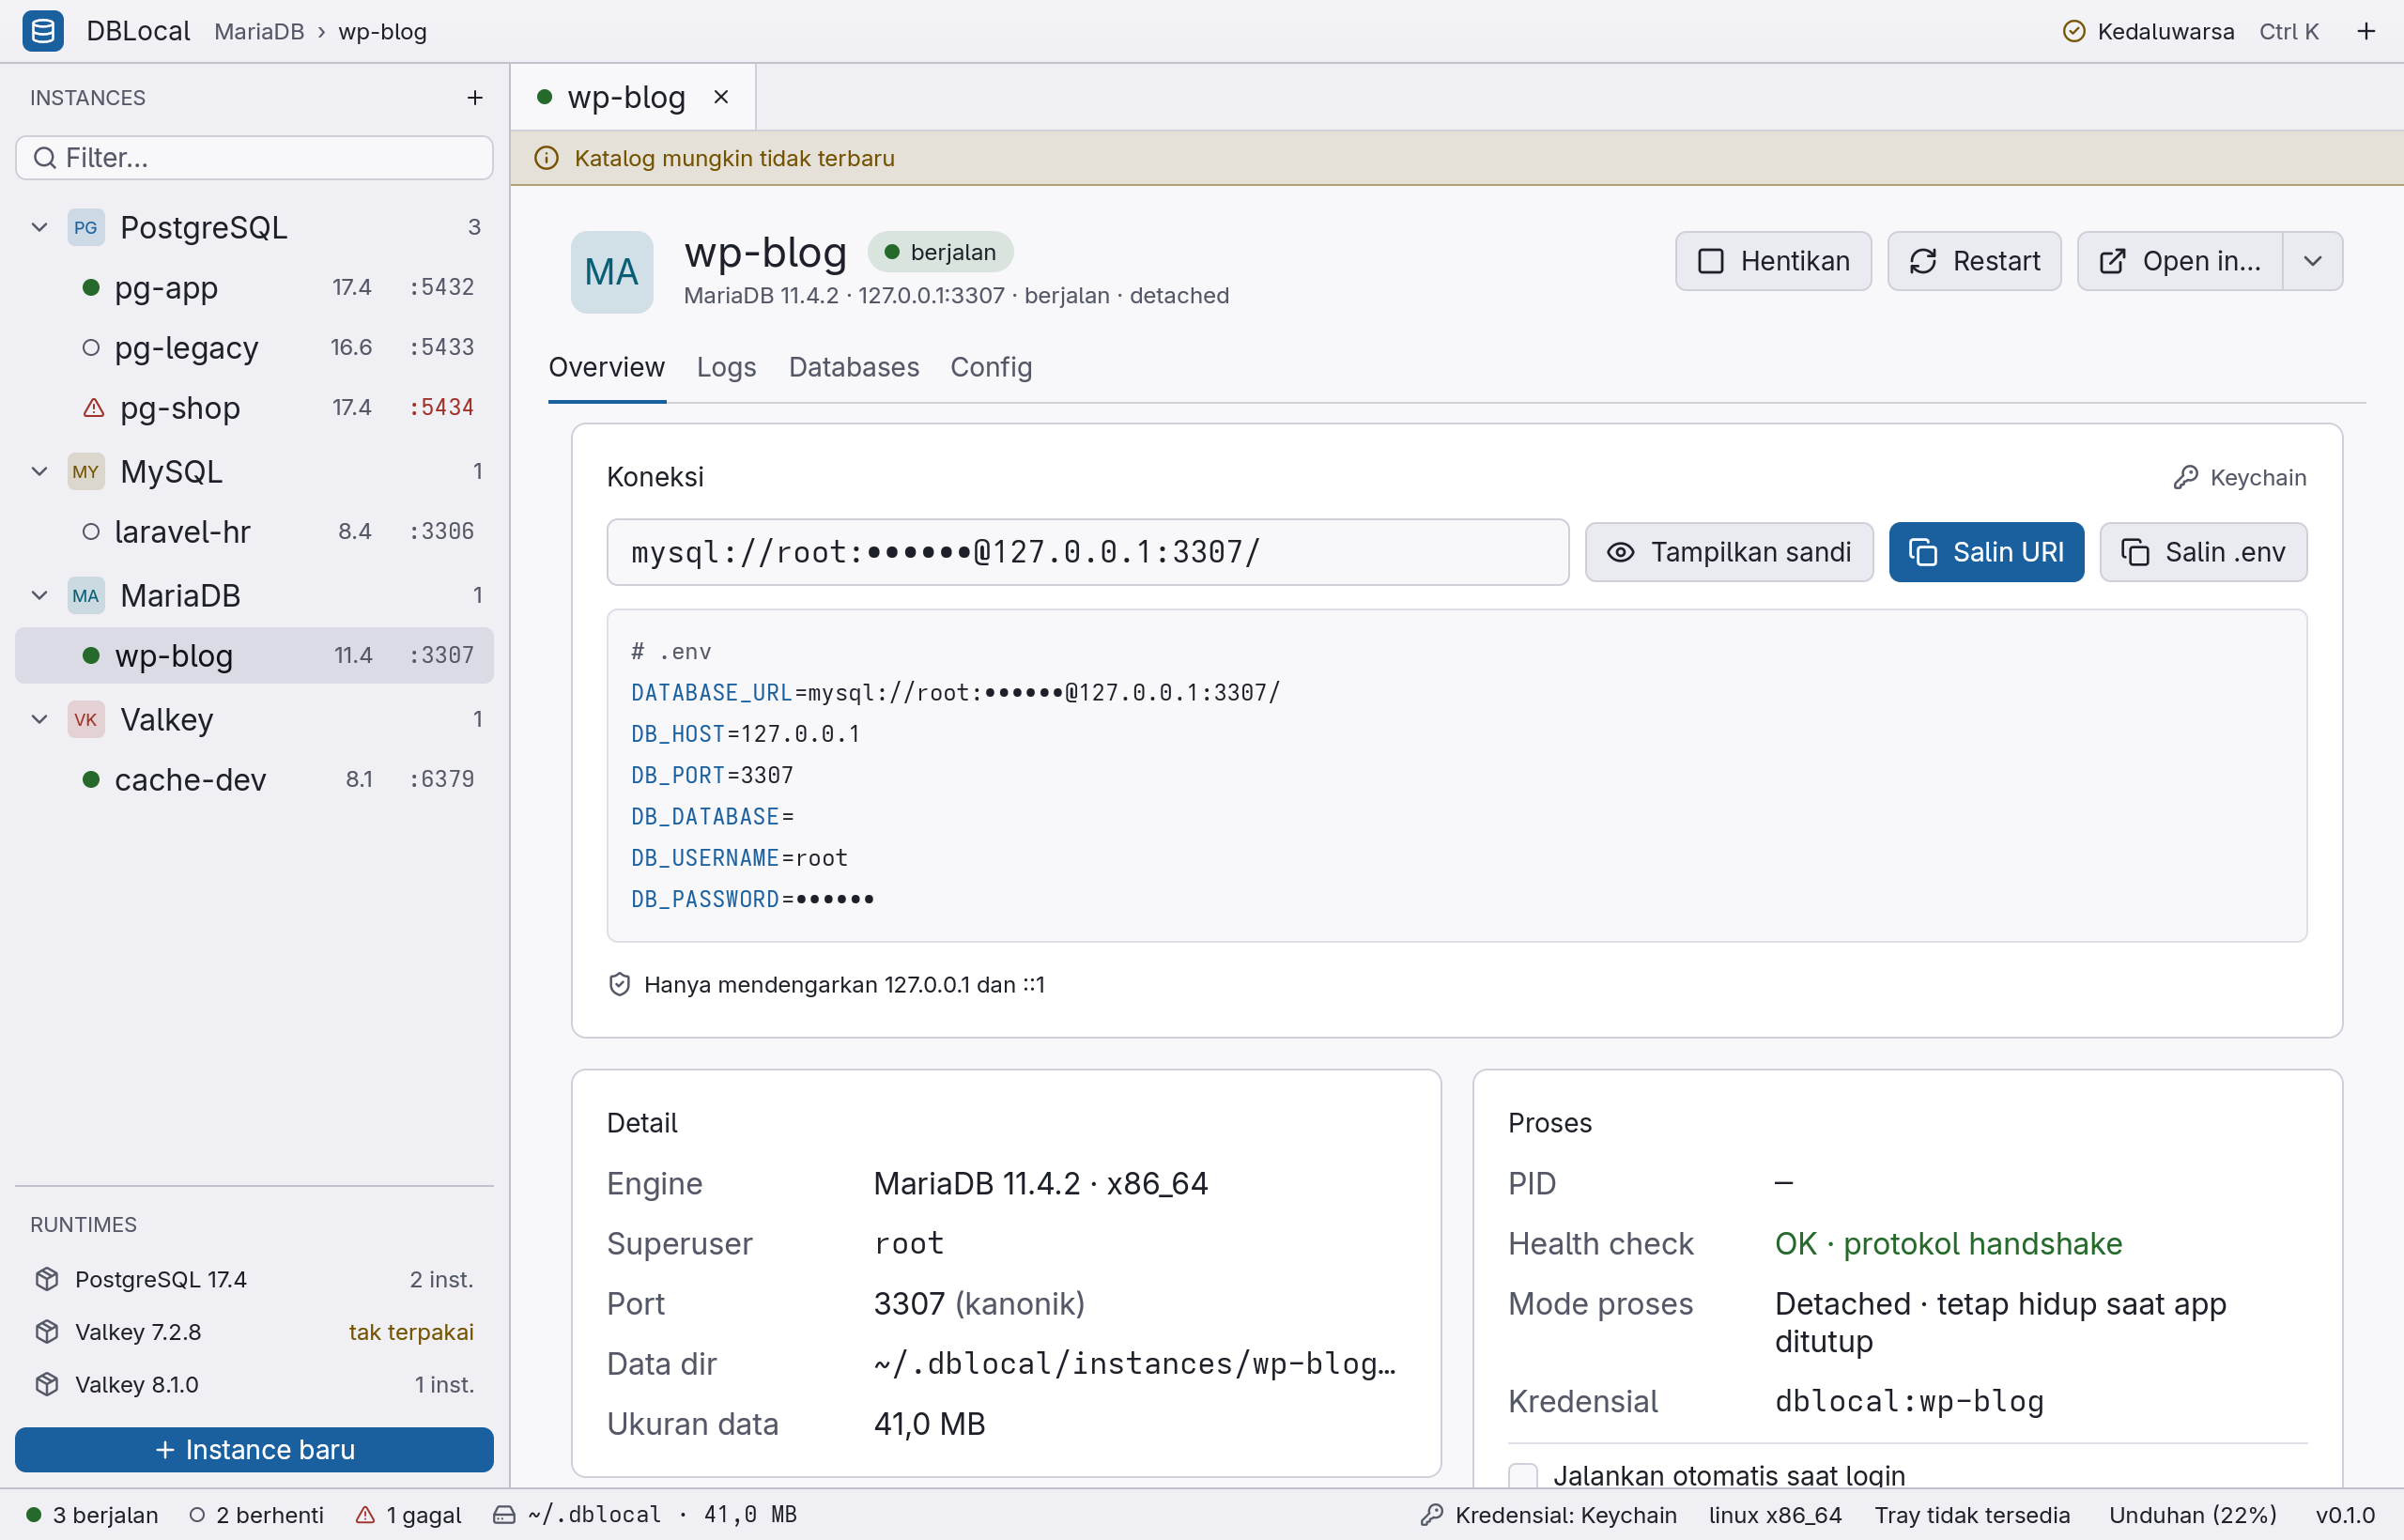 DBLocal MariaDB › wp-blog Kedaluwarsa Ctrl K +
INSTANCES +
Filter...
PG PostgreSQL 3
pg-app 17.4 :5432
pg-legacy 16.6 :5433
pg-shop 17.4 :5434
MY MySQL 1
laravel-hr 8.4 :3306
MA MariaDB 1
wp-blog 11.4 :3307
VK Valkey 1
cache-dev 8.1 :6379
RUNTIMES
PostgreSQL 17.4 2 inst.
Valkey 7.2.8 tak terpakai
Valkey 8.1.0 1 inst.
+ Instance baru
wp-blog ×
Katalog mungkin tidak terbaru
MA
wp-blog berjalan
MariaDB 11.4.2 · 127.0.0.1:3307 · berjalan · detached
Hentikan Restart Open in...
Overview Logs Databases Config
Koneksi Keychain
mysql://root:••••••@127.0.0.1:3307/ Tampilkan sandi Salin URI Salin .env
# .env
DATABASE_URL=mysql://root:••••••@127.0.0.1:3307/
DB_HOST=127.0.0.1
DB_PORT=3307
DB_DATABASE=
DB_USERNAME=root
DB_PASSWORD=••••••
Hanya mendengarkan 127.0.0.1 dan ::1
Detail
Engine MariaDB 11.4.2 · x86_64
Superuser root
Port 3307 (kanonik)
Data dir ~/.dblocal/instances/wp-blog…
Ukuran data 41,0 MB
Proses
PID —
Health check OK · protokol handshake
Mode proses Detached · tetap hidup saat app
ditutup
Kredensial dblocal:wp-blog
Jalankan otomatis saat login
3 berjalan 2 berhenti 1 gagal ~/.dblocal · 41,0 MB Kredensial: Keychain linux x86_64 Tray tidak tersedia Unduhan (22%) v0.1.0